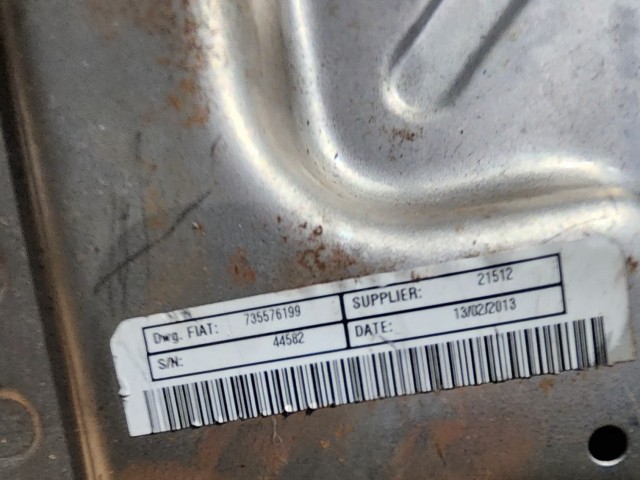 Dwg. FIAT: 735576199 SUPPLIER: 21512
S/N: 44582 DATE: 13/02/2013